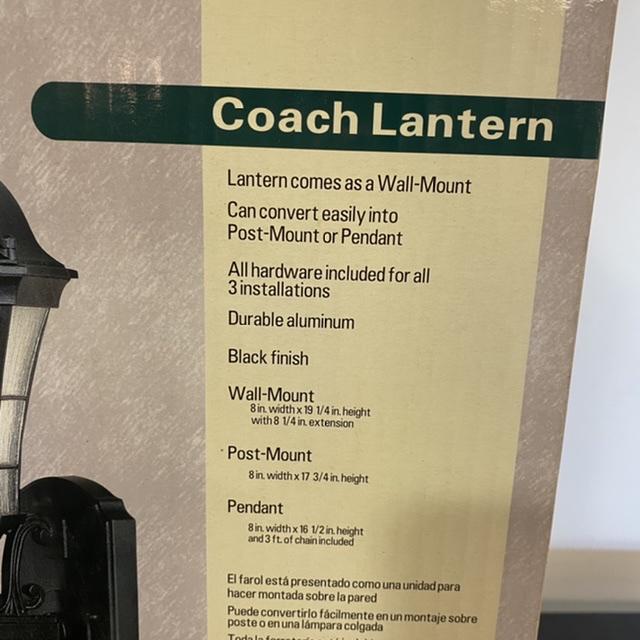 Coach Lantern
Lantern comes as a Wall-Mount
Can convert easily into
Post-Mount or Pendant
All hardware included for all
3 installations
Durable aluminum
Black finish
Wall-Mount
8 in. width x 19 1/4 in. height
with 8 1/4 in. extension
Post-Mount
8 in. width x 17 3/4 in. height
Pendant
8 in. width x 16 1/2 in. height
and 3 ft. of chain included
El farol está presentado como una unidad para
hacer montada sobre la pared
Puede convertirlo fácilmente en un montaje sobre
poste o en una lámpara colgada
Toda la